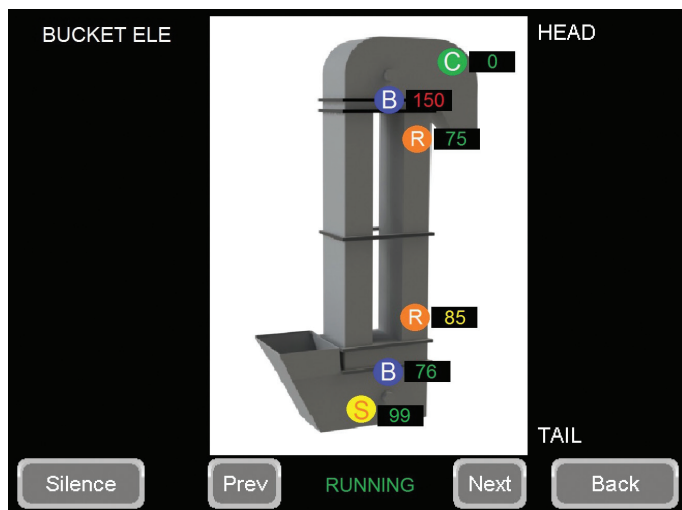 BUCKET ELE
HEAD
C 0
B 150
R 75
R 85
B 76
S 99
TAIL
Silence
Prev
RUNNING
Next
Back